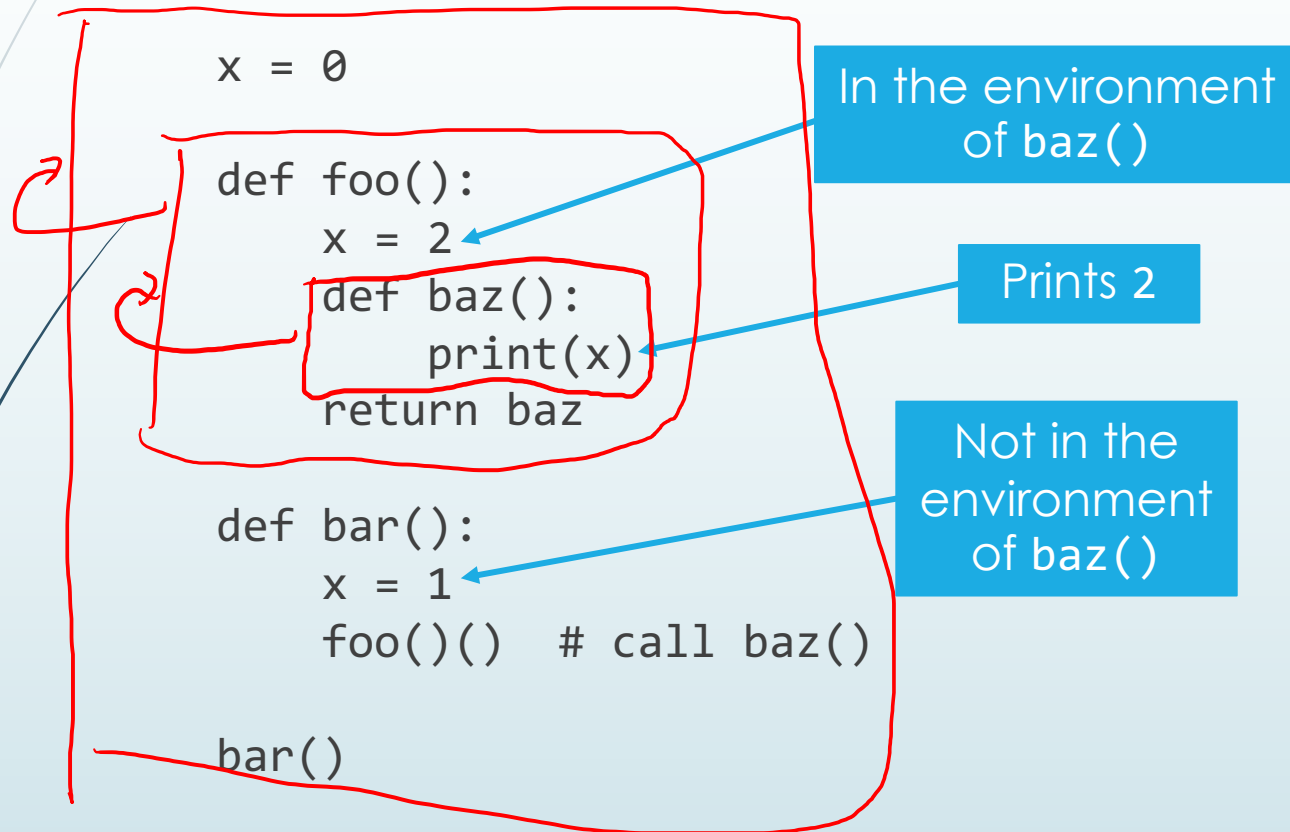 x = 0
def foo():
    x = 2
    def baz():
        print(x)
    return baz
def bar():
    x = 1
    foo()()  # call baz()
bar()
In the environment
of baz()
Prints 2
Not in the
environment
of baz()